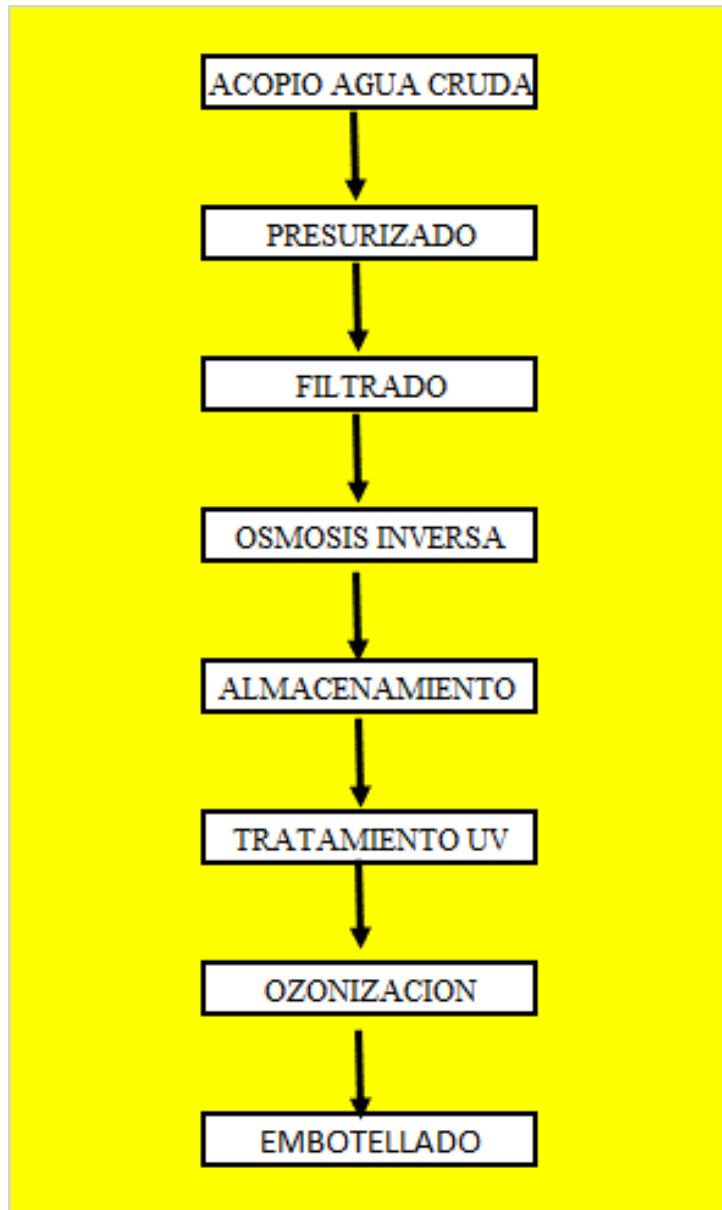 ACOPIO AGUA CRUDA
PRESURIZADO
FILTRADO
OSMOSIS INVERSA
ALMACENAMIENTO
TRATAMIENTO UV
OZONIZACION
EMBOTELLADO